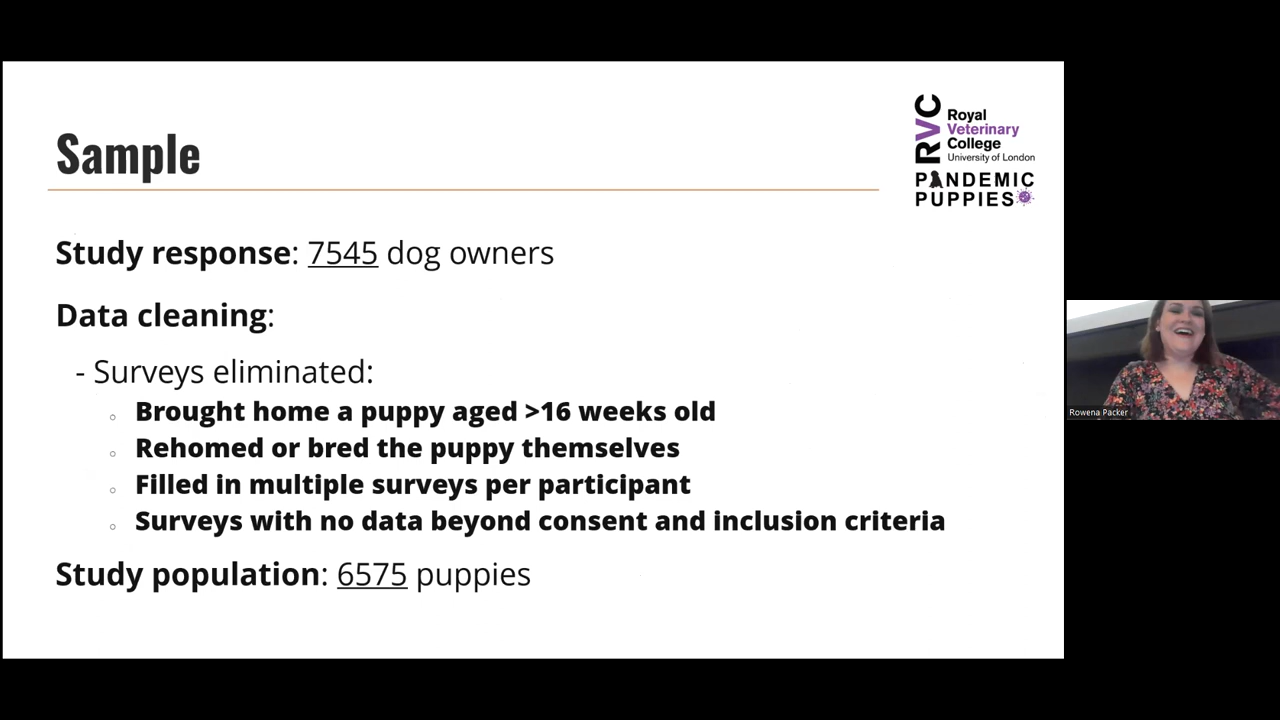 Sample
RVC
Royal
Veterinary
College
University of London
PANDEMIC
PUPPIES
Study response: 7545 dog owners
Data cleaning:
- Surveys eliminated:
○ Brought home a puppy aged >16 weeks old
○ Rehomed or bred the puppy themselves
○ Filled in multiple surveys per participant
○ Surveys with no data beyond consent and inclusion criteria
Study population: 6575 puppies
Rowena Packer